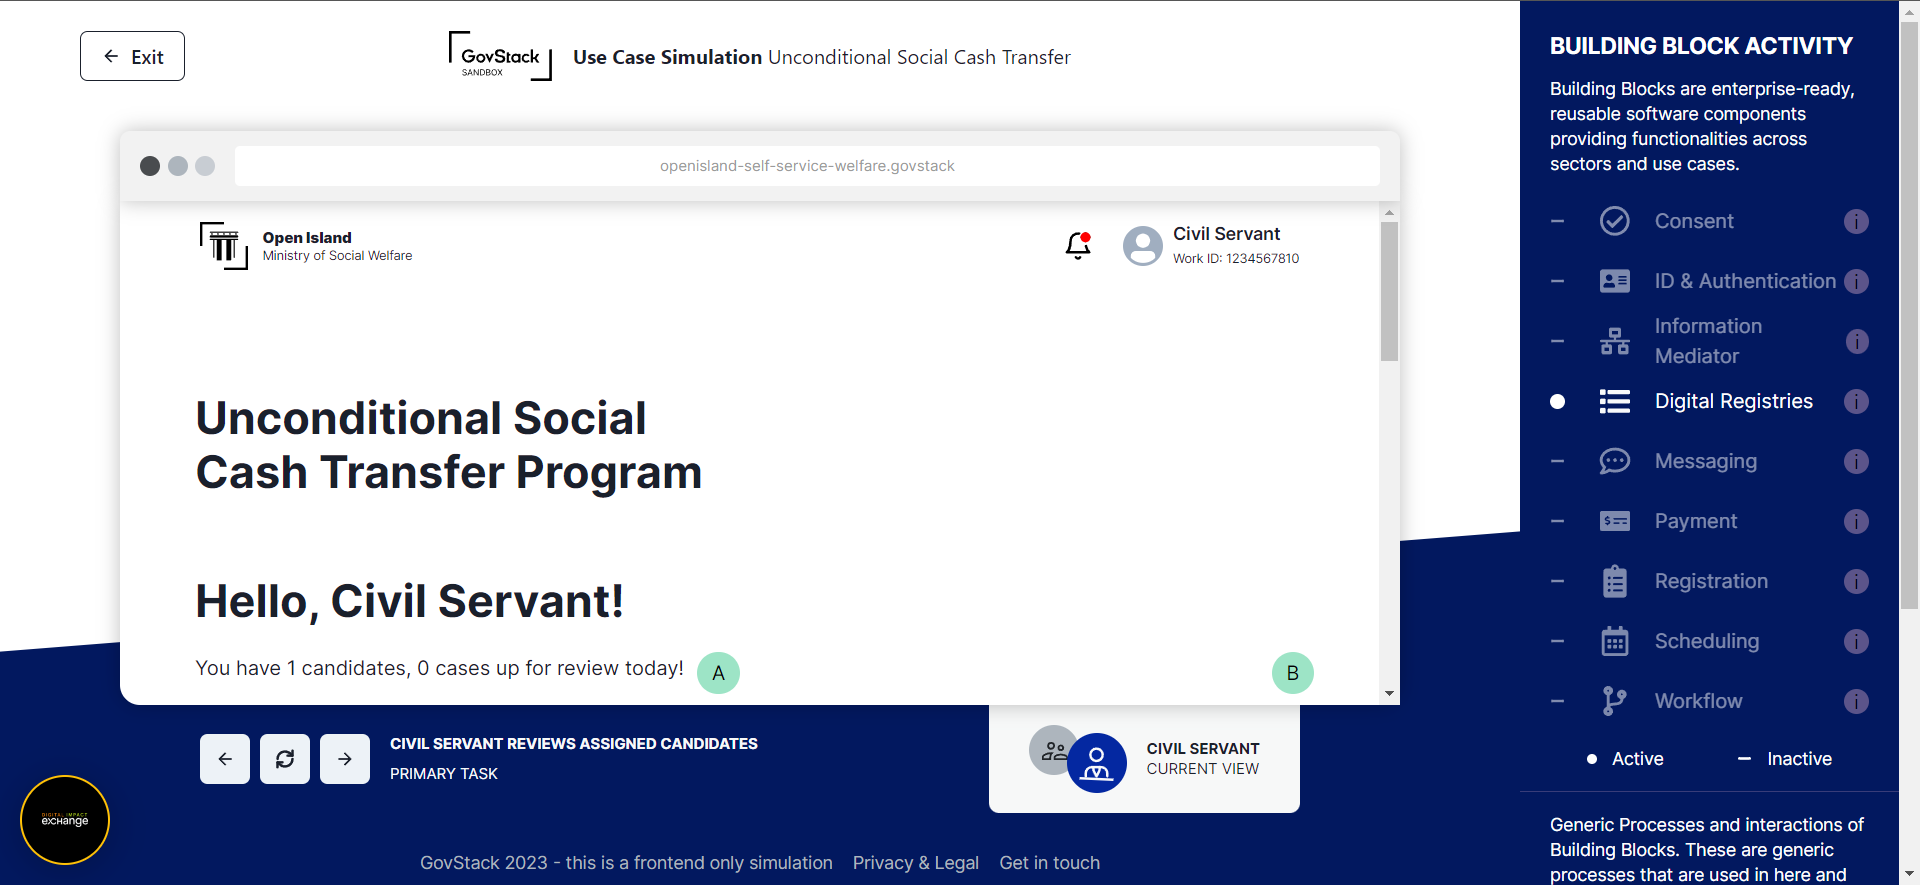 Exit
GovStack
SANDBOX
Use Case Simulation Unconditional Social Cash Transfer
openisland-self-service-welfare.govstack
Open Island
Ministry of Social Welfare
Civil Servant
Work ID: 1234567810
Unconditional Social
Cash Transfer Program
Hello, Civil Servant!
You have 1 candidates, 0 cases up for review today!
A
B
CIVIL SERVANT REVIEWS ASSIGNED CANDIDATES
PRIMARY TASK
CIVIL SERVANT
CURRENT VIEW
DIGITAL IMPACT
exCHange
GovStack 2023 - this is a frontend only simulation
Privacy & Legal
Get in touch
BUILDING BLOCK ACTIVITY
Building Blocks are enterprise-ready,
reusable software components
providing functionalities across
sectors and use cases.
Consent
i
ID & Authentication
i
Information
Mediator
i
Digital Registries
i
Messaging
i
Payment
i
Registration
i
Scheduling
i
Workflow
i
Active
Inactive
Generic Processes and interactions of
Building Blocks. These are generic
processes that are used in here and